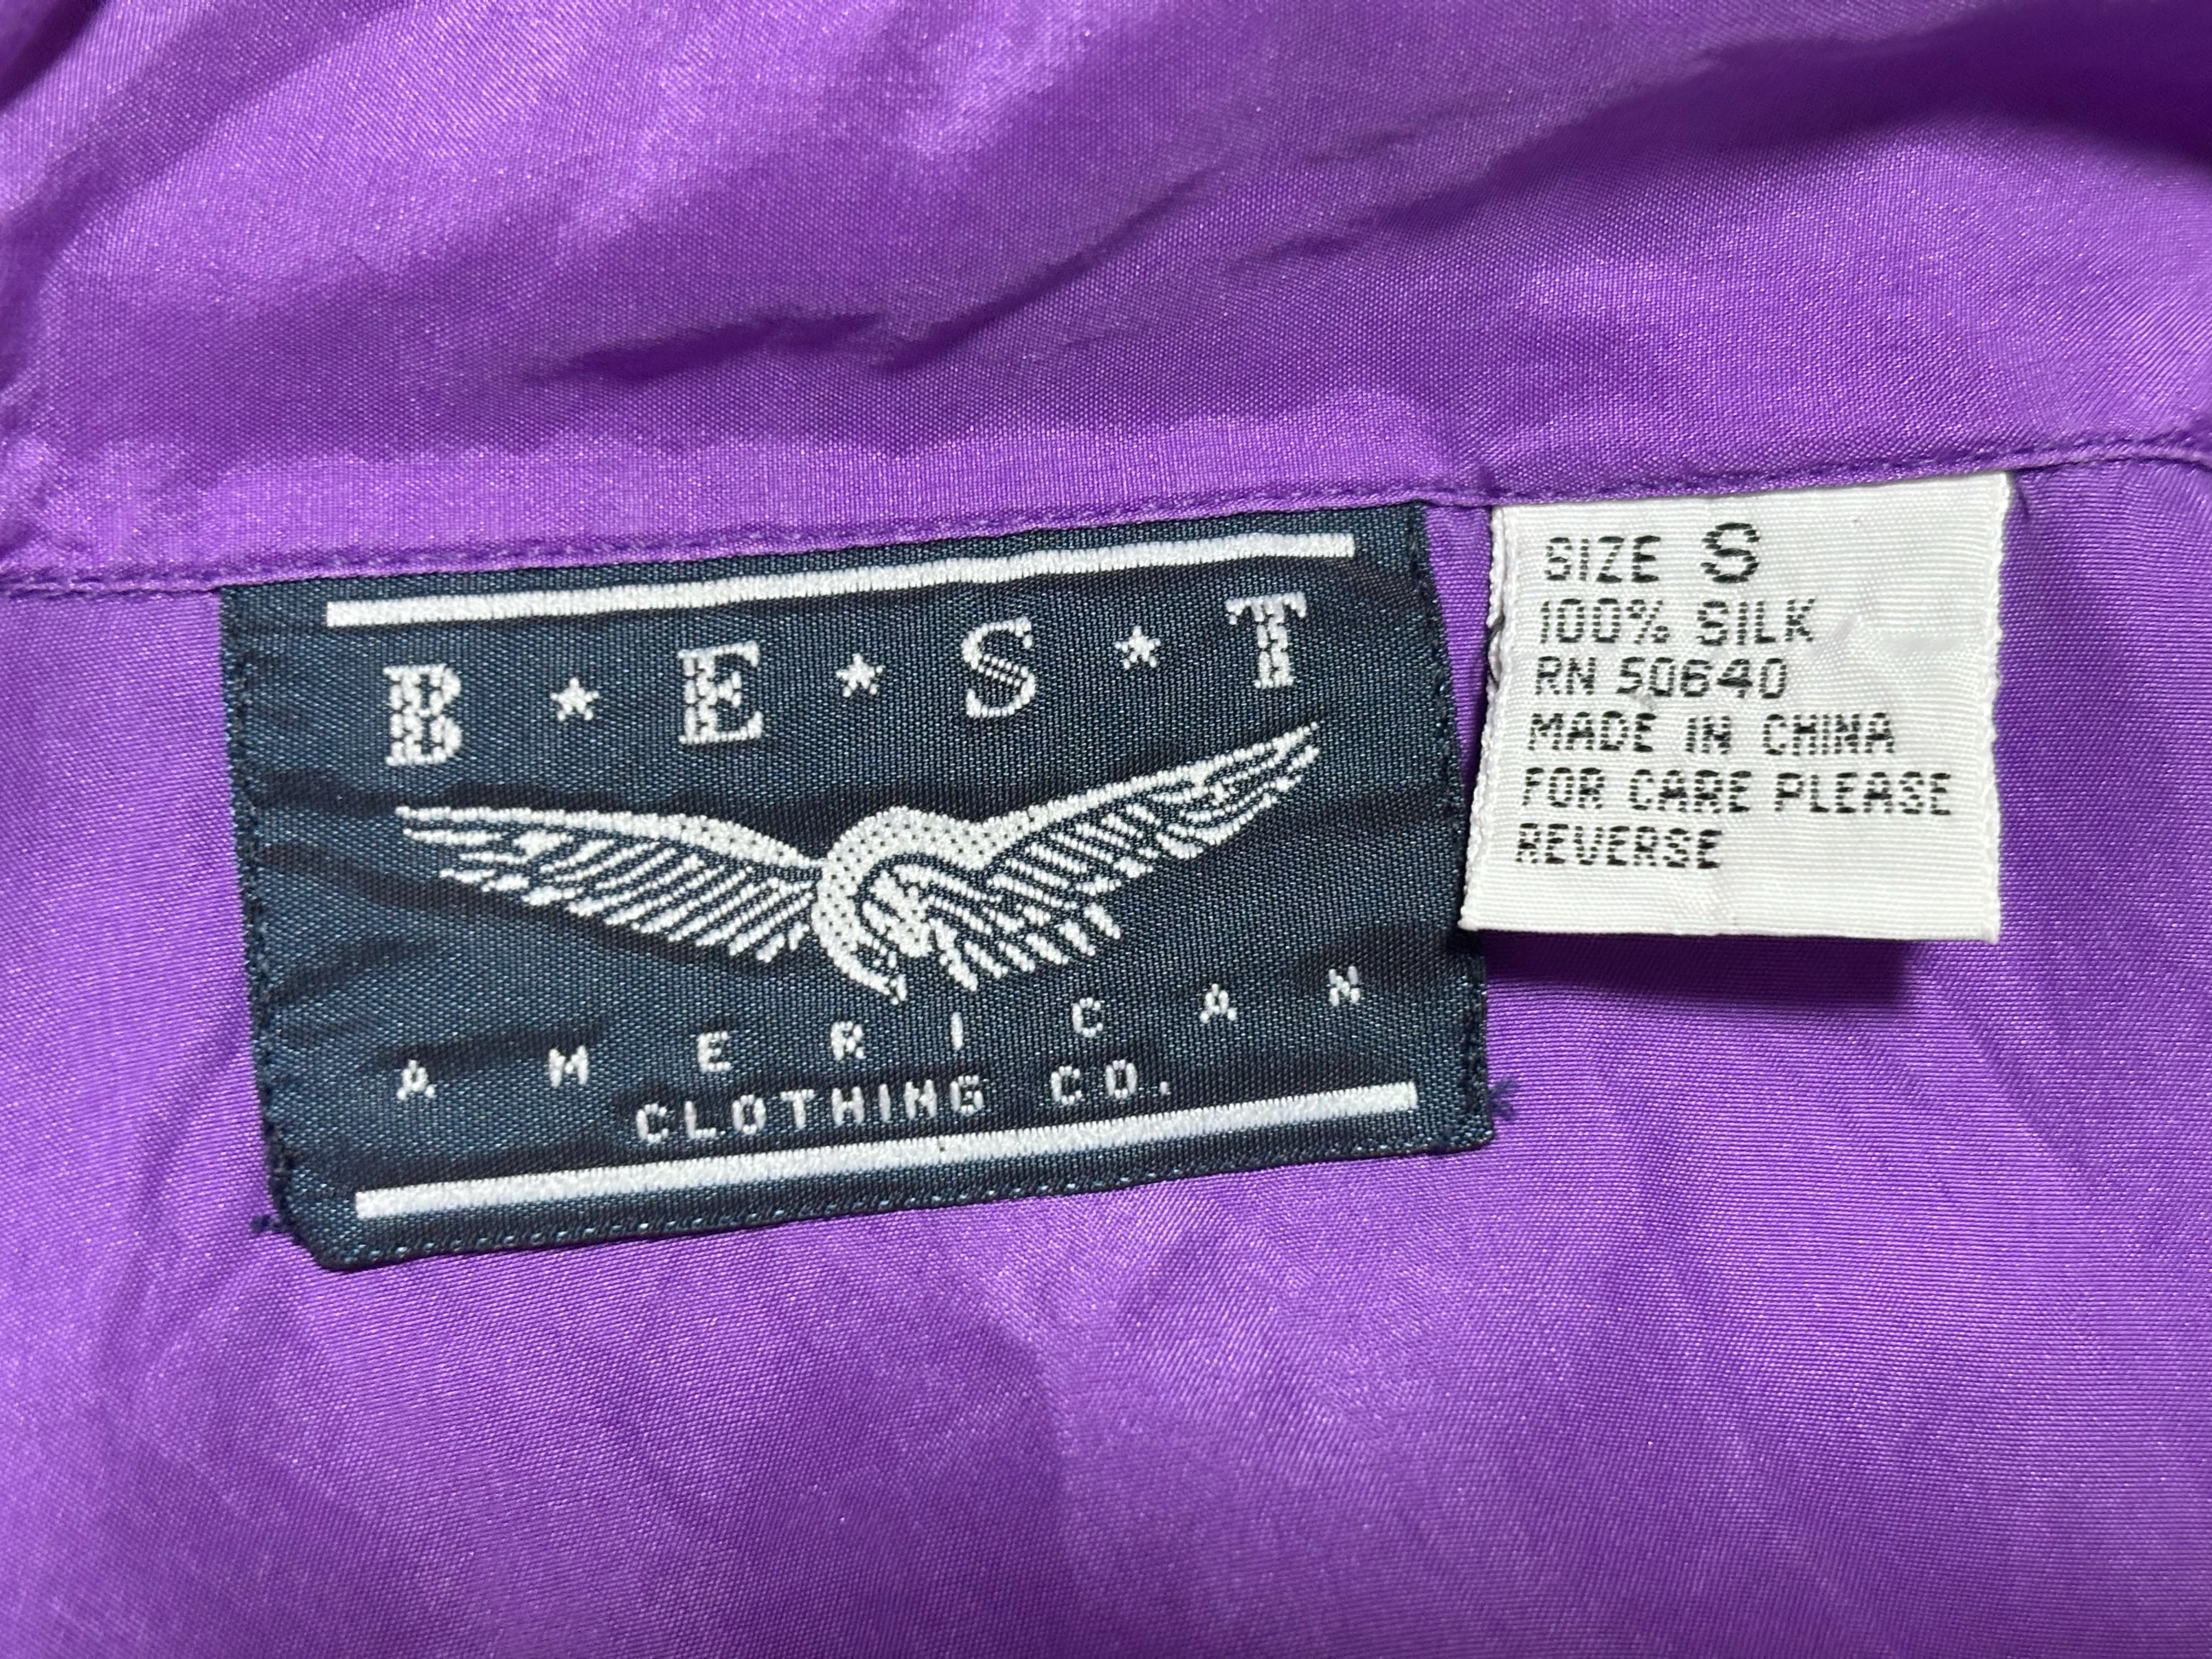 B★E★S★T
AMERICAN
CLOTHING CO.
SIZE S
100% SILK
RN 50640
MADE IN CHINA
FOR CARE PLEASE
REVERSE